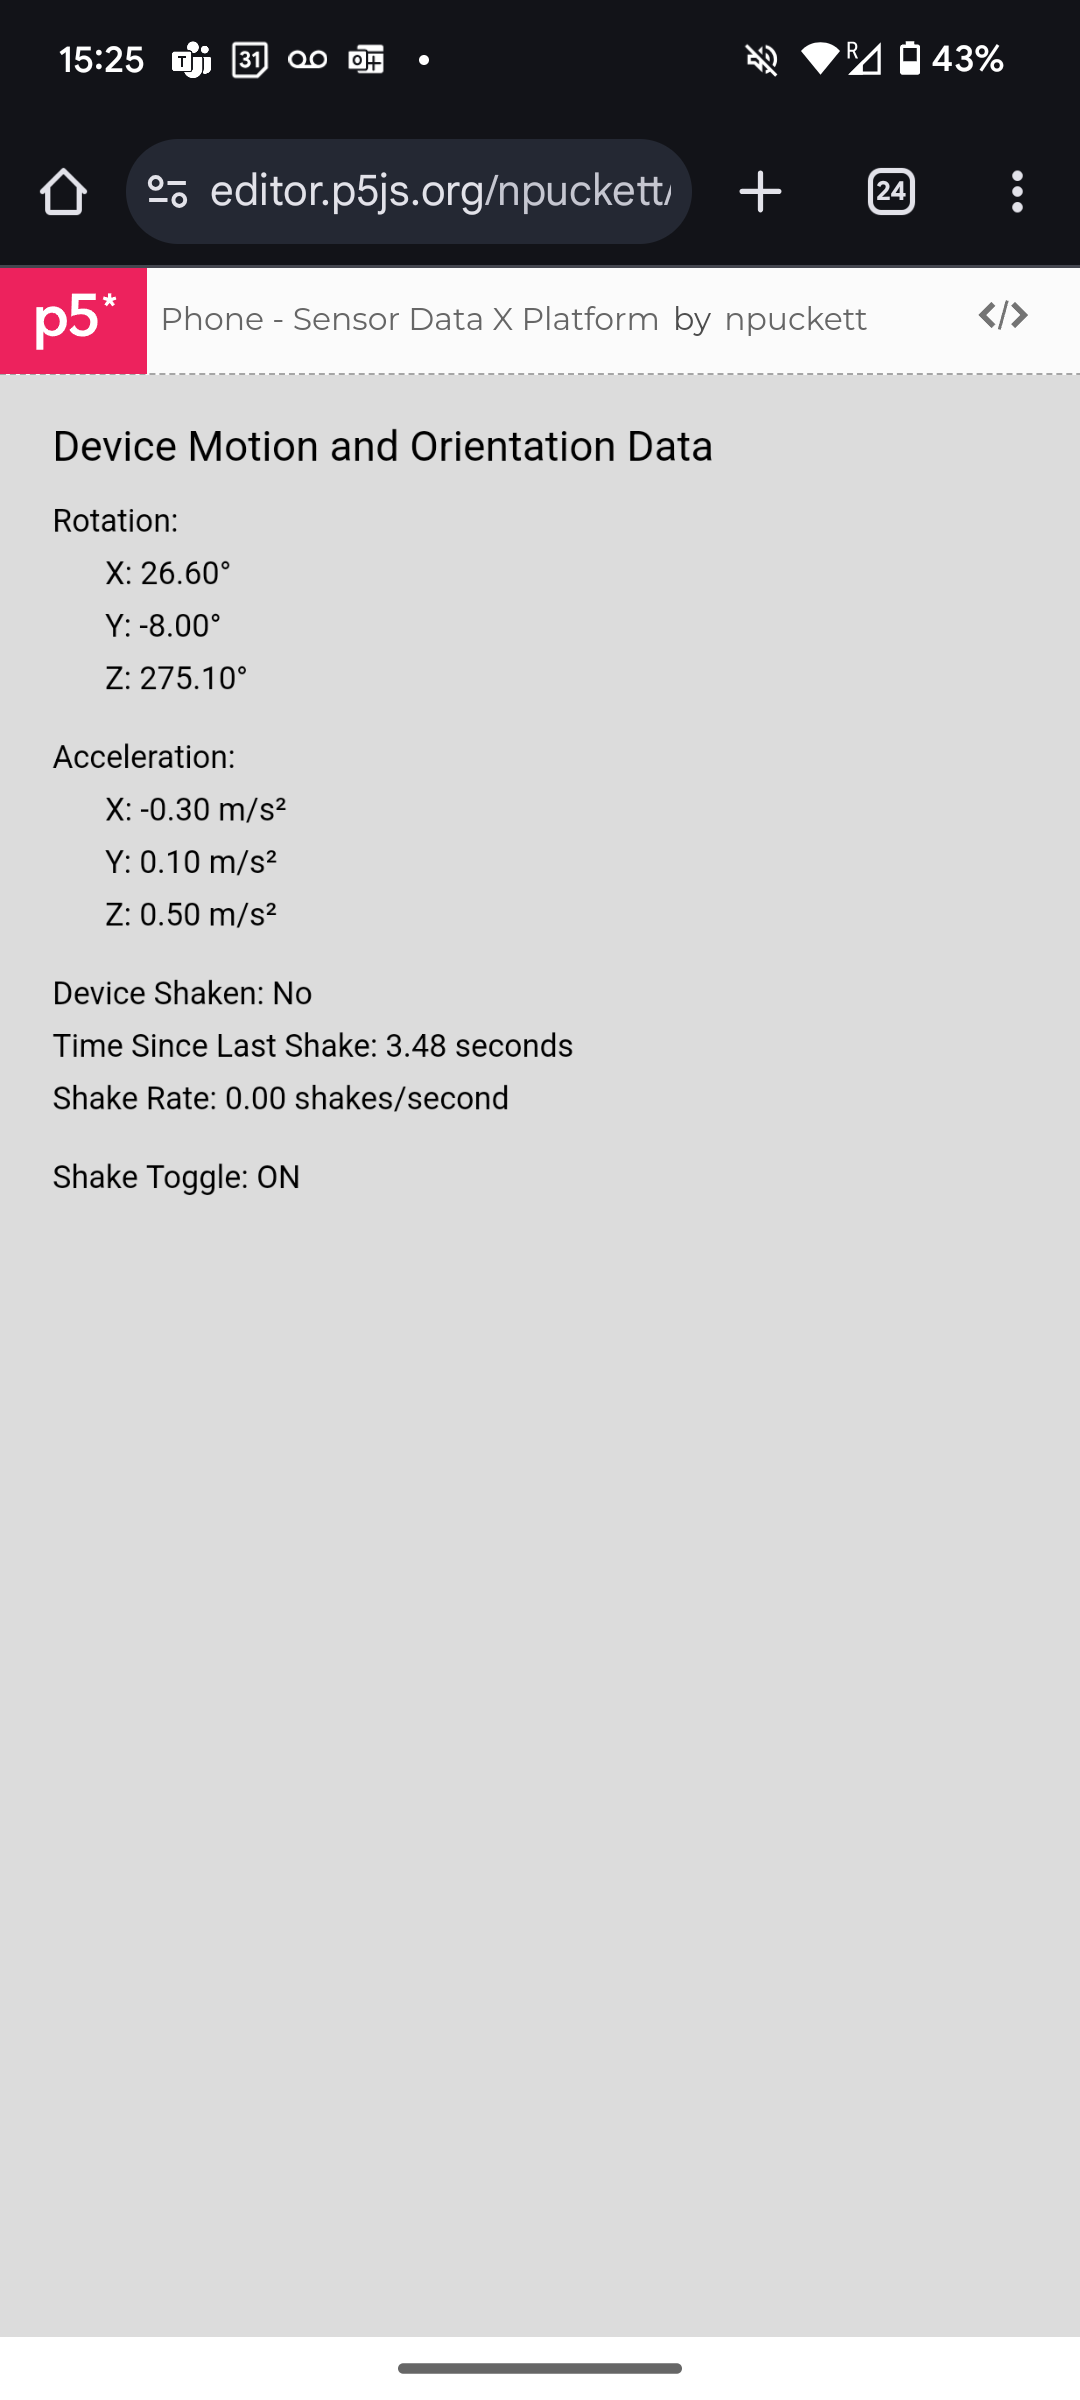 15:25
31
R
43%
editor.p5js.org/npuckett/
24
p5*
Phone - Sensor Data X Platform by npuckett
</>
Device Motion and Orientation Data
Rotation:
X: 26.60°
Y: -8.00°
Z: 275.10°
Acceleration:
X: -0.30 m/s²
Y: 0.10 m/s²
Z: 0.50 m/s²
Device Shaken: No
Time Since Last Shake: 3.48 seconds
Shake Rate: 0.00 shakes/second
Shake Toggle: ON